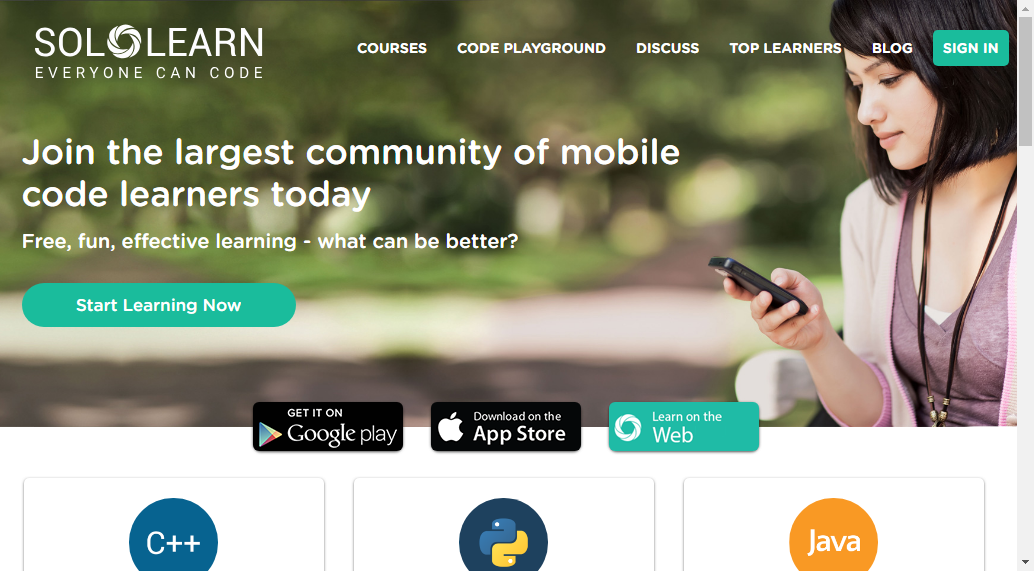 SOLOLEARN
EVERYONE CAN CODE
COURSES
CODE PLAYGROUND
DISCUSS
TOP LEARNERS
BLOG
SIGN IN
Join the largest community of mobile
code learners today
Free, fun, effective learning - what can be better?
Start Learning Now
GET IT ON
Google play
Download on the
App Store
Learn on the
Web
C++
Java